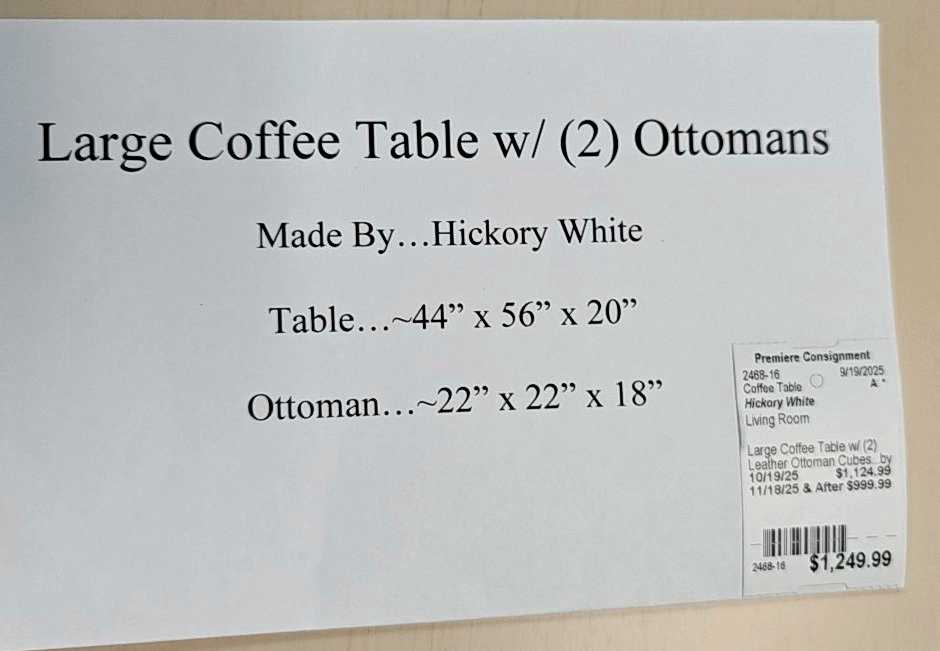 Large Coffee Table w/ (2) Ottomans
Made By…Hickory White
Table…~44” x 56” x 20”
Ottoman…~22” x 22” x 18”
Premiere Consignment
2468-16 9/19/2025
Coffee Table A: *
Hickory White
Living Room
Large Coffee Table w/ (2)
Leather Ottoman Cubes...by
10/19/25 $1,124.99
11/18/25 & After $999.99
2468-16 $1,249.99